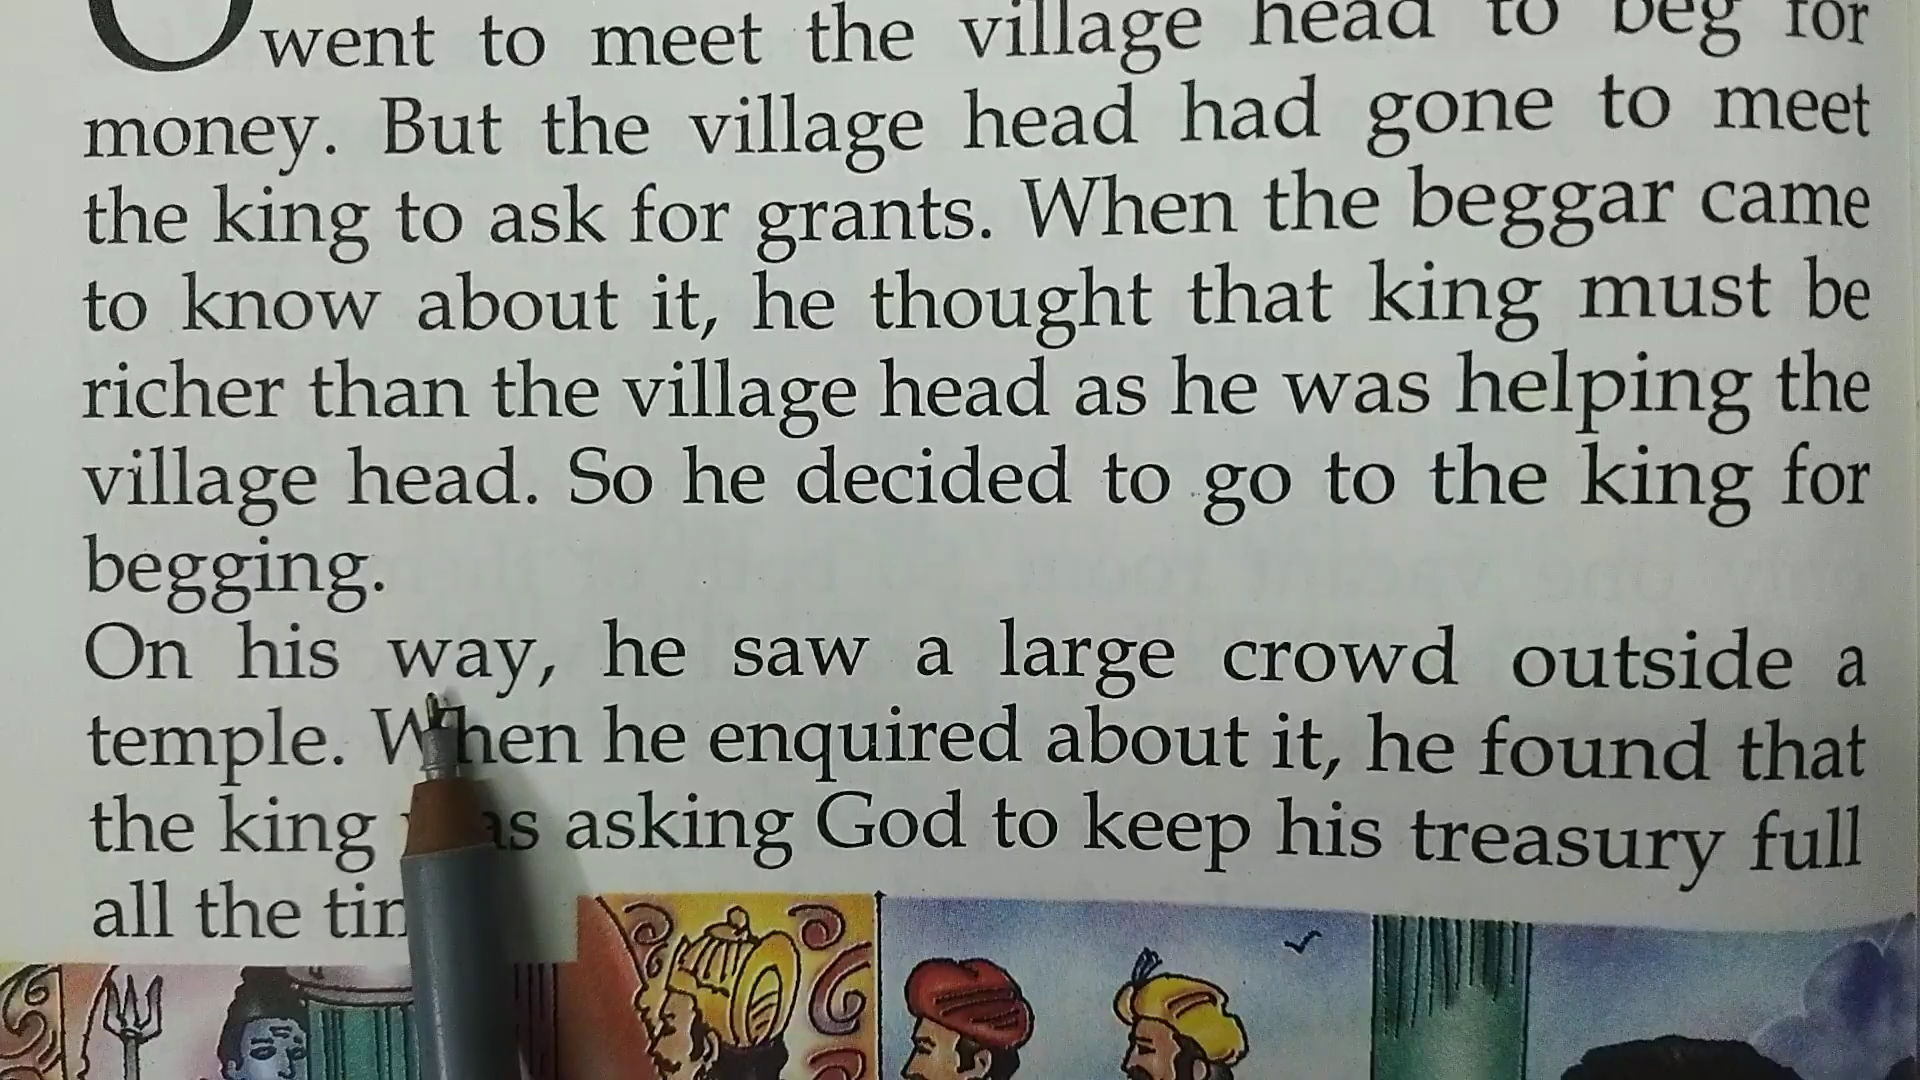 went to meet the village head to beg for
money. But the village head had gone to meet
the king to ask for grants. When the beggar came
to know about it, he thought that king must be
richer than the village head as he was helping the
village head. So he decided to go to the king for
begging.
On his way, he saw a large crowd outside a
temple. When he enquired about it, he found that
the king asking God to keep his treasury full
all the